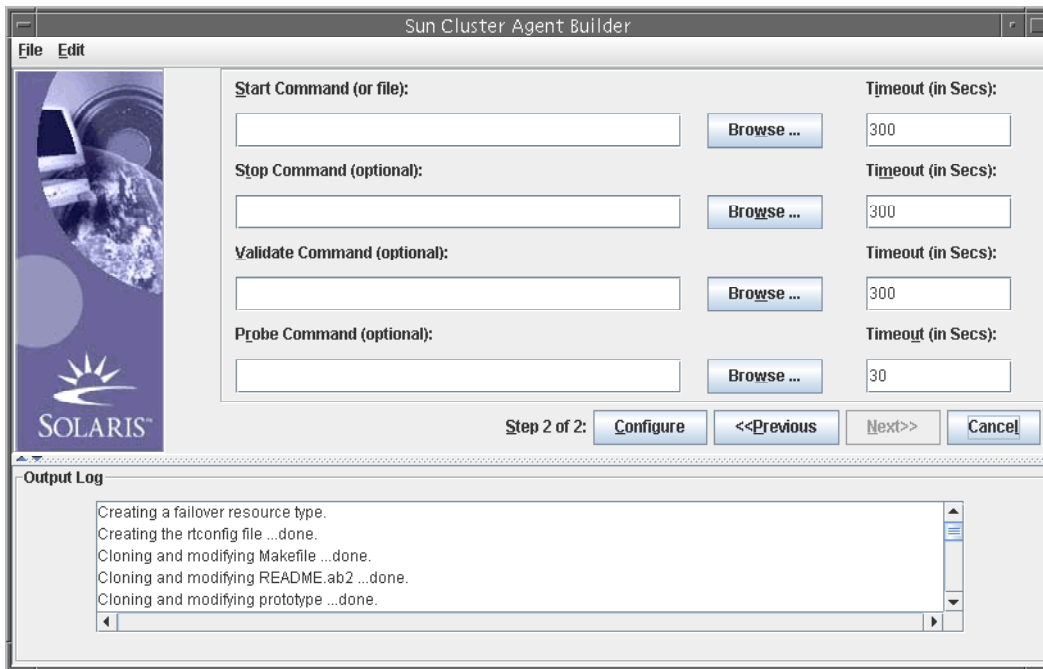 Sun Cluster Agent Builder
File Edit
Start Command (or file): Timeout (in Secs):
Browse ... 300
Stop Command (optional): Timeout (in Secs):
Browse ... 300
Validate Command (optional): Timeout (in Secs):
Browse ... 300
Probe Command (optional): Timeout (in Secs):
Browse ... 30
SOLARIS™
Step 2 of 2: Configure <<Previous Next>> Cancel
Output Log
Creating a failover resource type.
Creating the rtconfig file ...done.
Cloning and modifying Makefile ...done.
Cloning and modifying README.ab2 ...done.
Cloning and modifying prototype ...done.